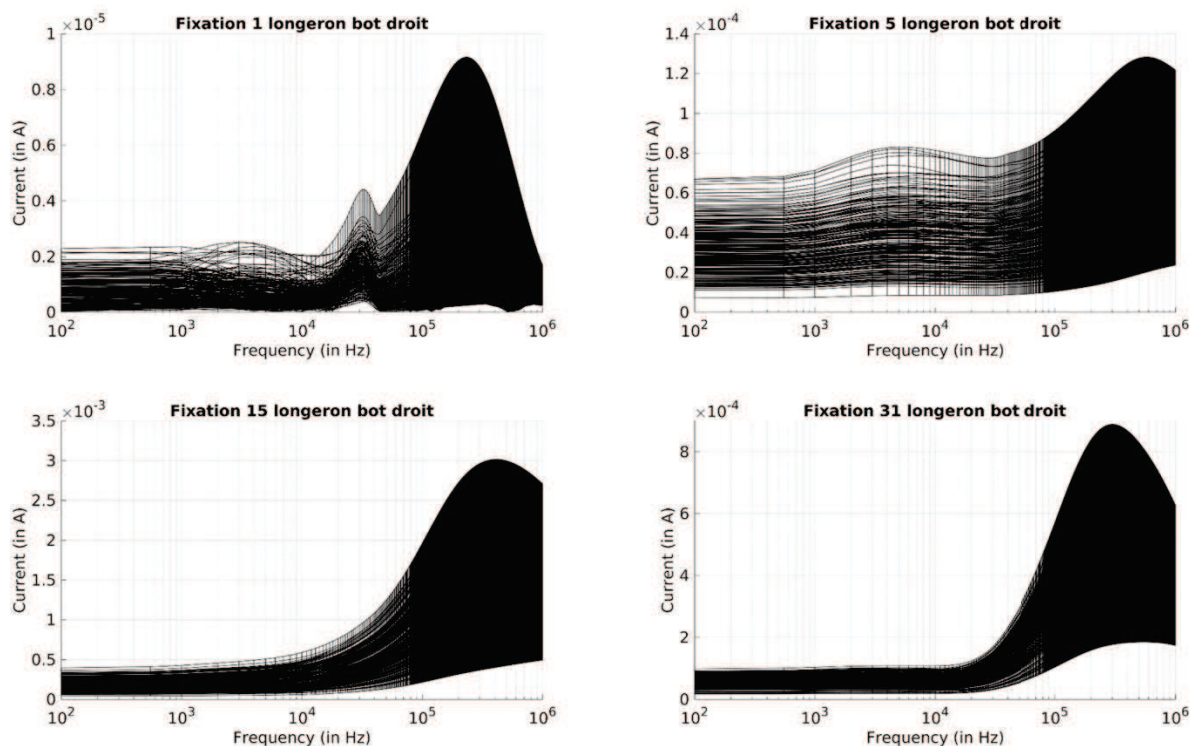 ×10⁻⁵ Fixation 1 longeron bot droit
1
0.8
0.6
0.4
0.2
0
Current (in A)
10² 10³ 10⁴ 10⁵ 10⁶
Frequency (in Hz)
×10⁻⁴ Fixation 5 longeron bot droit
1.4
1.2
1
0.8
0.6
0.4
0.2
0
Current (in A)
10² 10³ 10⁴ 10⁵ 10⁶
Frequency (in Hz)
×10⁻³ Fixation 15 longeron bot droit
3.5
3
2.5
2
1.5
1
0.5
0
Current (in A)
10² 10³ 10⁴ 10⁵ 10⁶
Frequency (in Hz)
×10⁻⁴ Fixation 31 longeron bot droit
8
6
4
2
0
Current (in A)
10² 10³ 10⁴ 10⁵ 10⁶
Frequency (in Hz)